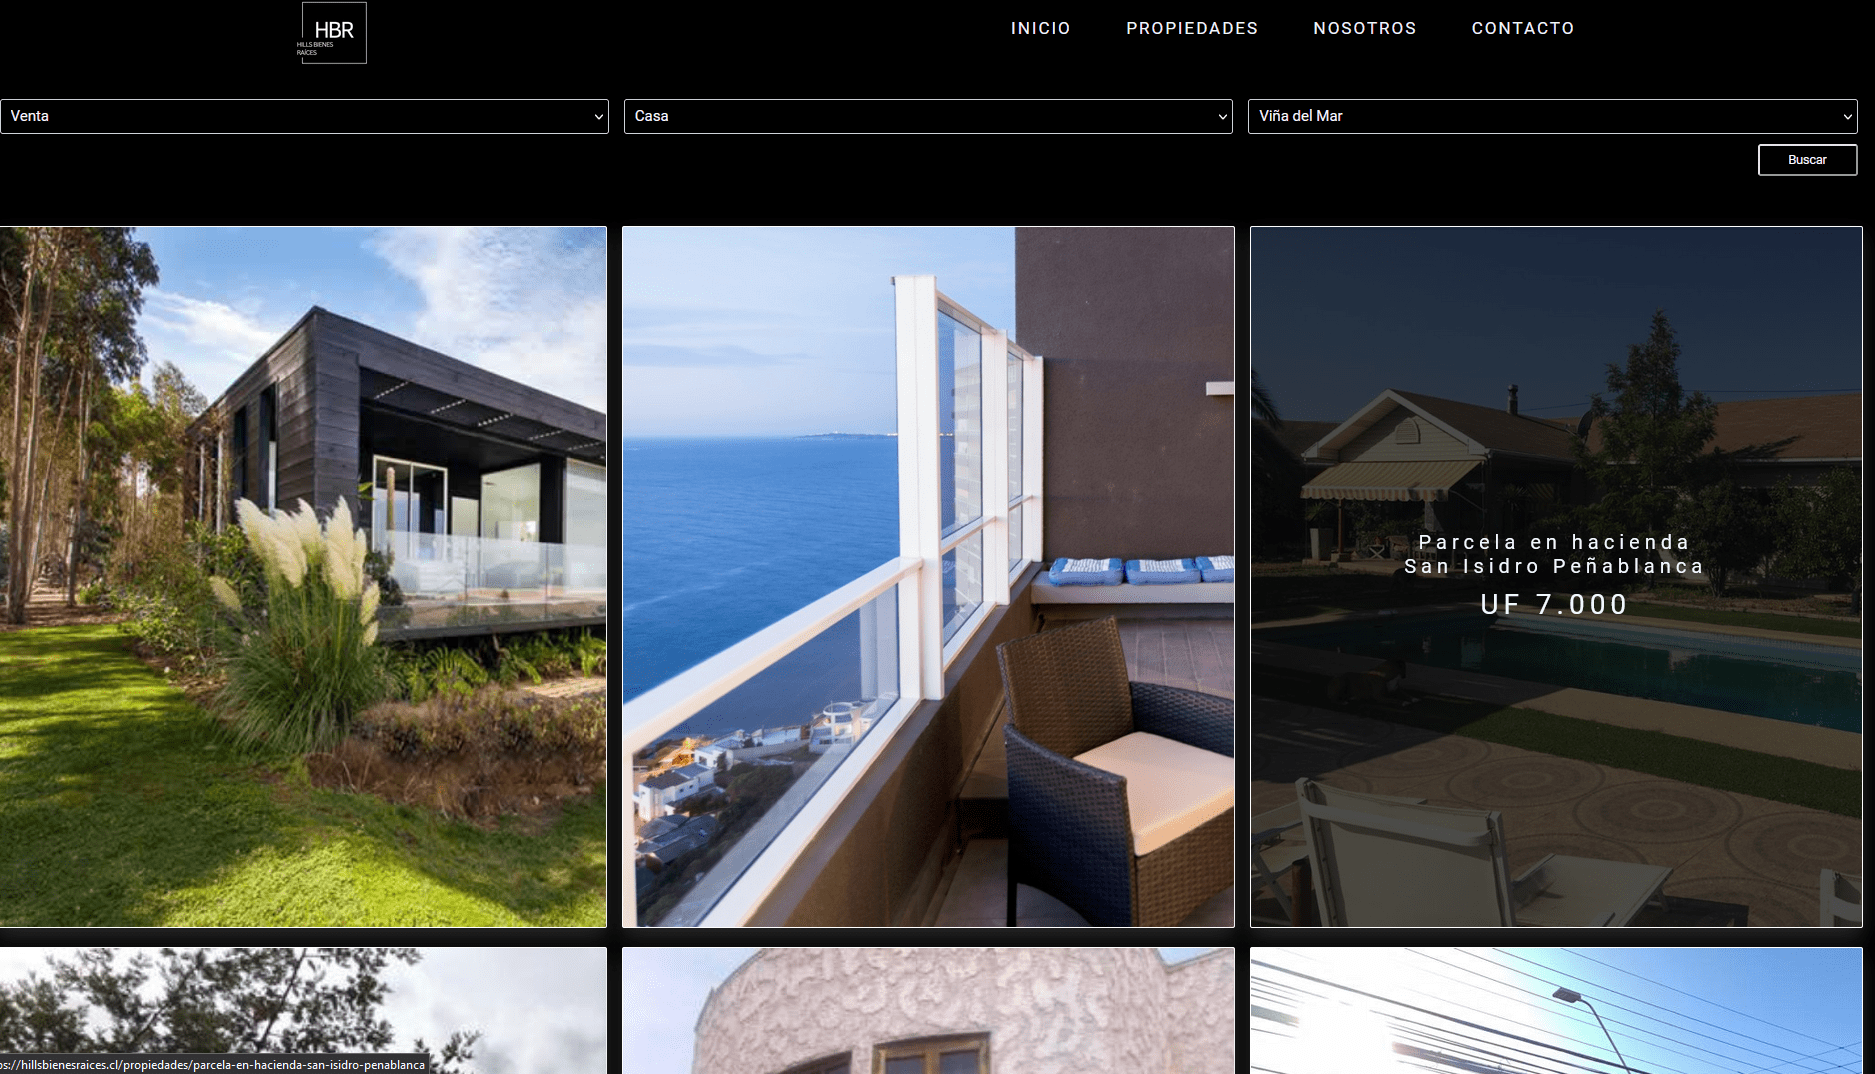 HBR
HILLS BIENES
RAÍCES
INICIO
PROPIEDADES
NOSOTROS
CONTACTO
Venta
Casa
Viña del Mar
Buscar
Parcela en hacienda
San Isidro Peñablanca
UF 7.000
ps://hillsbienesraices.cl/propiedades/parcela-en-hacienda-san-isidro-penablanca